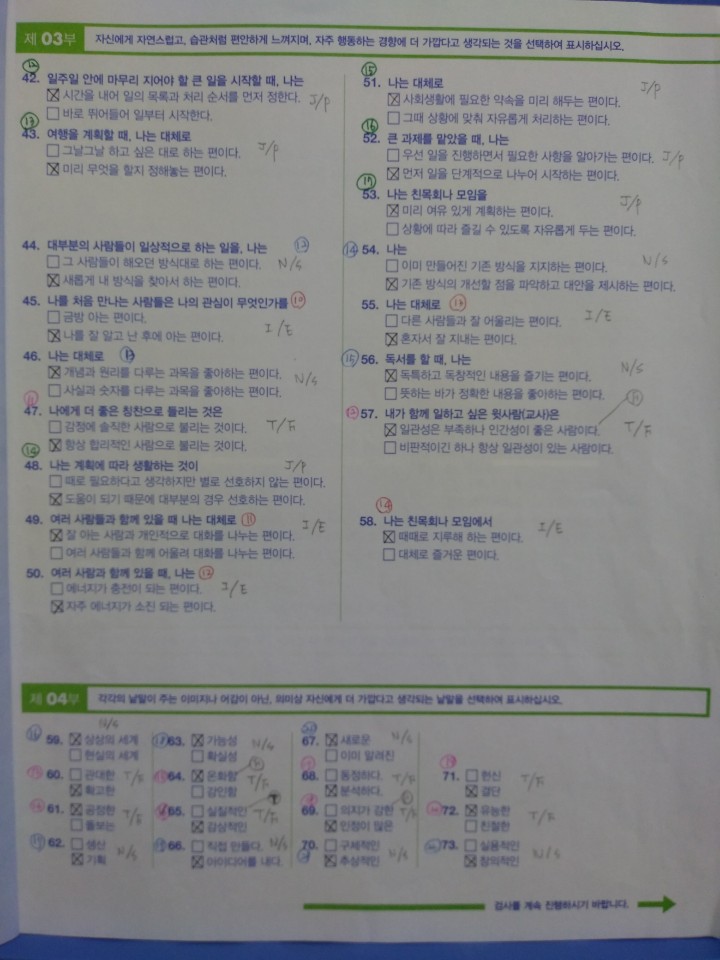 제 03부 자신에게 자연스럽고, 습관처럼 편안하게 느껴지며, 자주 행동하는 경향에 더 가깝다고 생각되는 것을 선택하여 표시하십시오.
⑫
42. 일주일 안에 마무리 지어야 할 큰 일을 시작할 때, 나는
시간을 내어 일의 목록과 처리 순서를 먼저 정한다. J/P
바로 뛰어들어 일부터 시작한다.
⑬
43. 여행을 계획할 때, 나는 대체로
그날그날 하고 싶은 대로 하는 편이다. J/P
미리 무엇을 할지 정해놓는 편이다.
44. 대부분의 사람들이 일상적으로 하는 일을, 나는 ⑬
그 사람들이 해오던 방식대로 하는 편이다. N/S
새롭게 내 방식을 찾아서 하는 편이다.
45. 나를 처음 만나는 사람들은 나의 관심이 무엇인가를 ⑩
금방 아는 편이다.
나를 잘 알고 난 후에 아는 편이다. I/E
46. 나는 대체로
개념과 원리를 다루는 과목을 좋아하는 편이다.
사실과 숫자를 다루는 과목을 좋아하는 편이다. N/S
⑪
47. 나에게 더 좋은 칭찬으로 들리는 것은
감정에 솔직한 사람으로 불리는 것이다. T/F
항상 합리적인 사람으로 불리는 것이다.
⑭
48. 나는 계획에 따라 생활하는 것이 J/P
때로 필요하다고 생각하지만 별로 선호하지 않는 편이다.
도움이 되기 때문에 대부분의 경우 선호하는 편이다.
49. 여러 사람들과 함께 있을 때 나는 대체로 ⑪
잘 아는 사람과 개인적으로 대화를 나누는 편이다. I/E
여러 사람들과 함께 어울려 대화를 나누는 편이다.
50. 여러 사람과 함께 있을 때, 나는 ⑫
에너지가 충전이 되는 편이다. I/E
자주 에너지가 소진 되는 편이다.
⑮
51. 나는 대체로 J/P
사회생활에 필요한 약속을 미리 해두는 편이다.
그때 상황에 맞춰 자유롭게 처리하는 편이다.
⑯
52. 큰 과제를 맡았을 때, 나는
우선 일을 진행하면서 필요한 사항을 알아가는 편이다. J/P
먼저 일을 단계적으로 나누어 시작하는 편이다.
⑰
53. 나는 친목회나 모임을 J/P
미리 여유 있게 계획하는 편이다.
상황에 따라 즐길 수 있도록 자유롭게 두는 편이다.
⑭ 54. 나는
이미 만들어진 기존 방식을 지지하는 편이다. N/S
기존 방식의 개선할 점을 파악하고 대안을 제시하는 편이다.
55. 나는 대체로 ⑬
다른 사람들과 잘 어울리는 편이다. I/E
혼자서 잘 지내는 편이다.
⑮ 56. 독서를 할 때, 나는
독특하고 독창적인 내용을 즐기는 편이다. N/S
뜻하는 바가 정확한 내용을 좋아하는 편이다.
⑫ 57. 내가 함께 일하고 싶은 윗사람(교사)은
일관성은 부족하나 인간성이 좋은 사람이다. T/F
비판적이긴 하나 항상 일관성이 있는 사람이다.
⑭
58. 나는 친목회나 모임에서
때때로 지루해 하는 편이다. I/E
대체로 즐거운 편이다.
제 04부 각각의 낱말이 주는 이미지나 어감이 아닌, 의미상 자신에게 더 가깝다고 생각되는 낱말을 선택하여 표시하십시오.
N/S
59. 상상의 세계
현실의 세계
60. 관대한 T/F
확고한
61. 공정한 T/F
돌보는
62. 생산 N/S
기획
63. 가능성 N/S
확실성
64. 온화함 T/F
강인함
65. 실질적인 T/F
감상적인
66. 직접 만들다. N/S
아이디어를 내다.
67. 새로운 N/S
이미 알려진
68. 동정하다. T/F
분석하다.
69. 의지가 강한 T/F
인정이 많은
70. 구체적인 N/S
추상적인
71. 헌신 T/F
결단
72. 유능한 T/F
친절한
73. 실용적인 N/S
창의적인
검사를 계속 진행하시기 바랍니다.